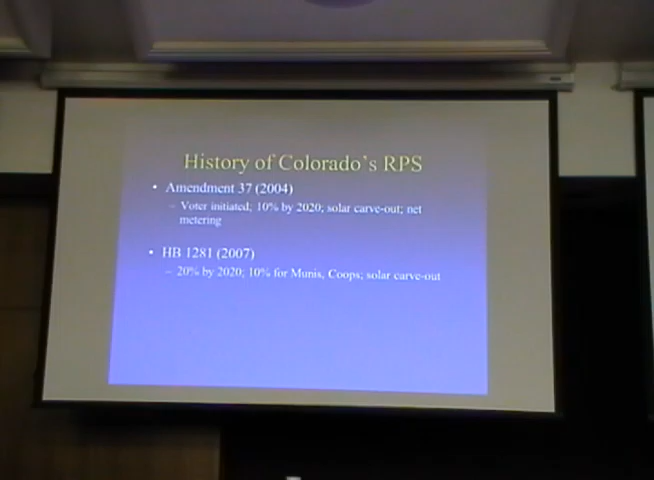 History of Colorado's RPS
• Amendment 37 (2004)
– Voter initiated; 10% by 2020; solar carve-out; net
metering
• HB 1281 (2007)
– 20% by 2020; 10% for Munis, Coops; solar carve-out